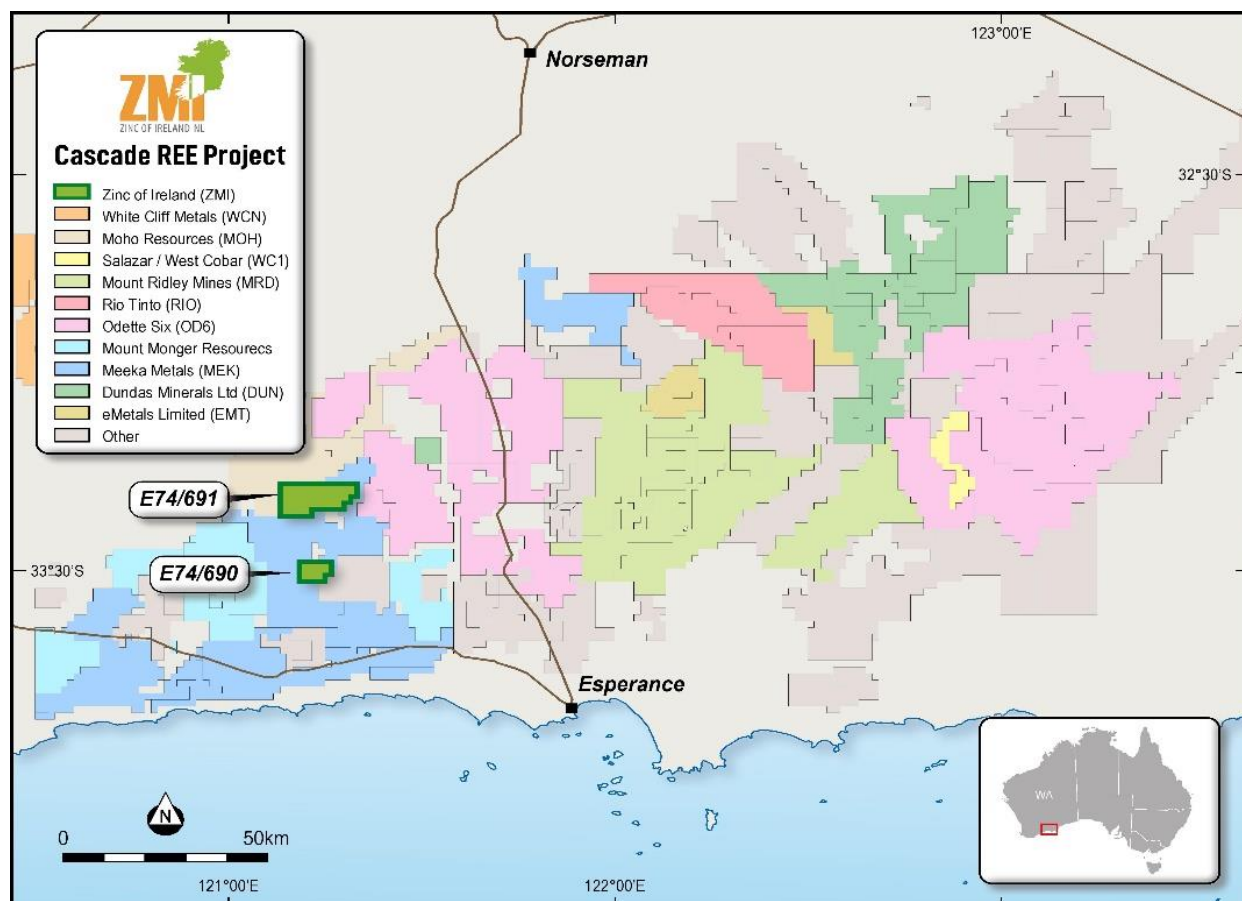 ZMI
ZINC OF IRELAND NL
Cascade REE Project
Zinc of Ireland (ZMI)
White Cliff Metals (WCN)
Moho Resources (MOH)
Salazar / West Cobar (WC1)
Mount Ridley Mines (MRD)
Rio Tinto (RIO)
Odette Six (OD6)
Mount Monger Resourecs
Meeka Metals (MEK)
Dundas Minerals Ltd (DUN)
eMetals Limited (EMT)
Other
123°00'E
Norseman
32°30'S
E74/691
E74/690
33°30'S
Esperance
N
0 50km
WA
121°00'E
122°00'E